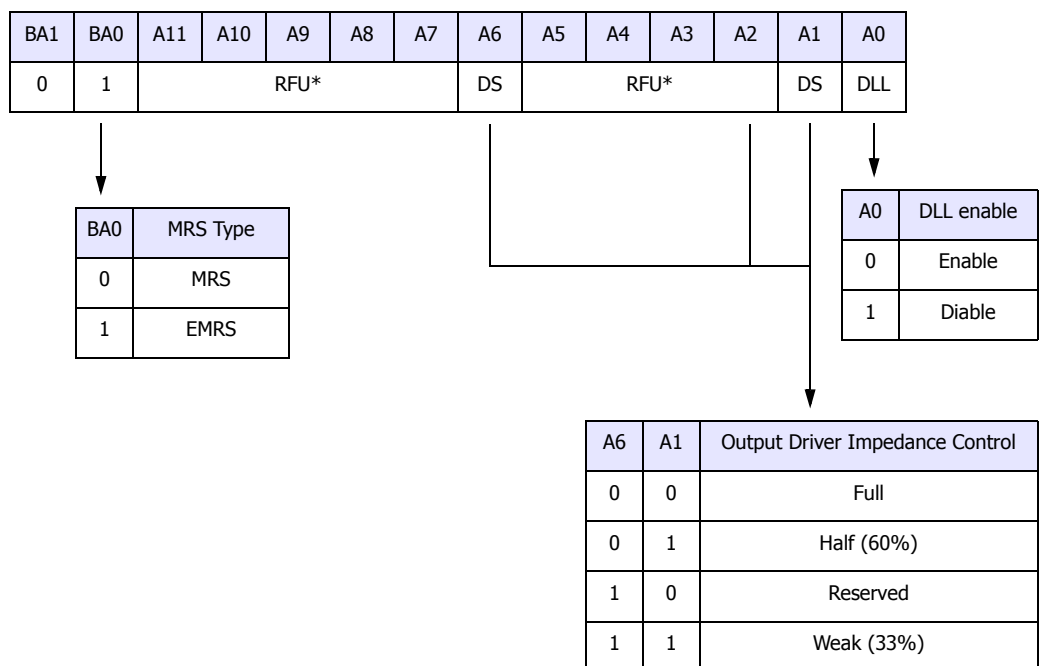 BA1 BA0 A11 A10 A9 A8 A7 A6 A5 A4 A3 A2 A1 A0
0 1 RFU* DS RFU* DS DLL
BA0 MRS Type
0 MRS
1 EMRS
A0 DLL enable
0 Enable
1 Diable
A6 A1 Output Driver Impedance Control
0 0 Full
0 1 Half (60%)
1 0 Reserved
1 1 Weak (33%)